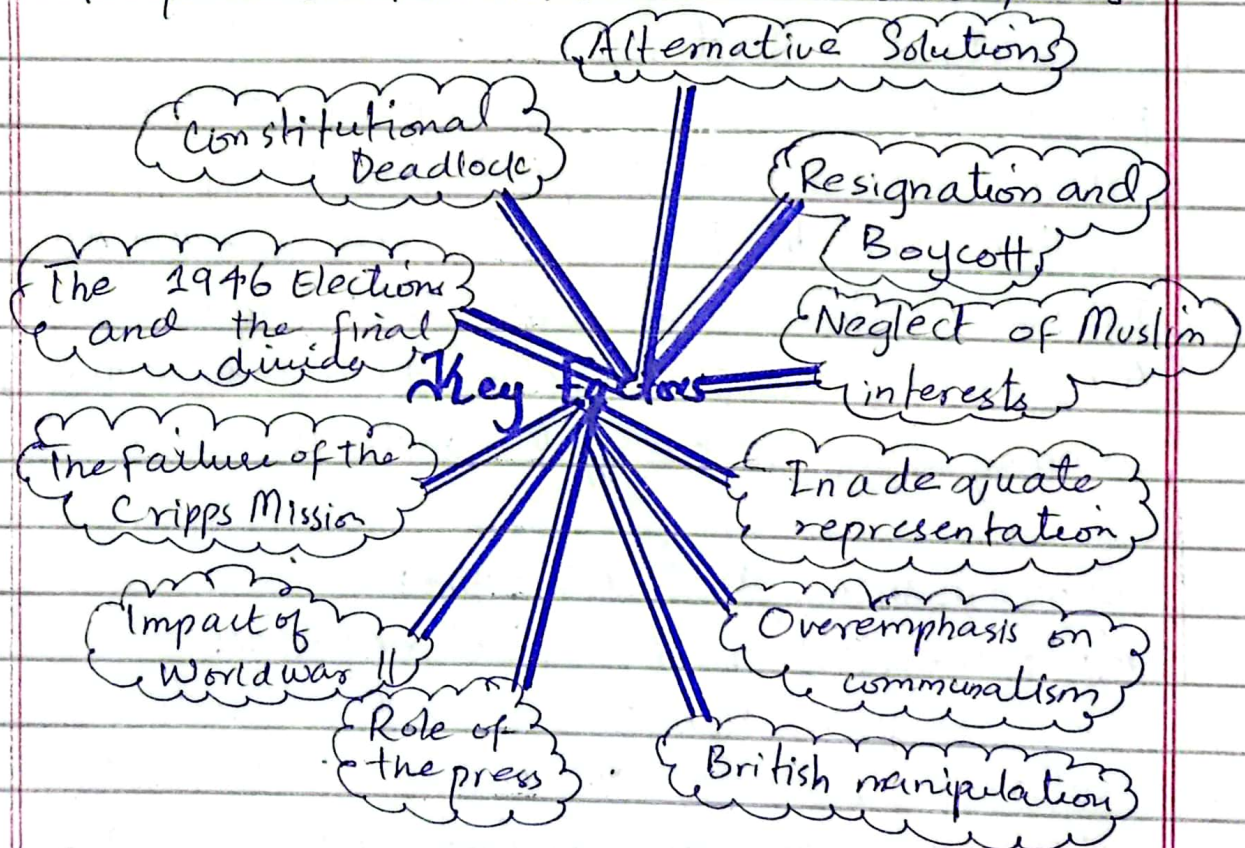 Alternative Solutions
Constitutional
Deadlock
Resignation and
Boycott
The 1946 Elections
and the final
divide
Neglect of Muslim
interests
Key Factors
The failure of the
Cripps Mission
Inadequate
representation
Impact of
World war II
Overemphasis on
communalism
Role of
the press
British manipulation